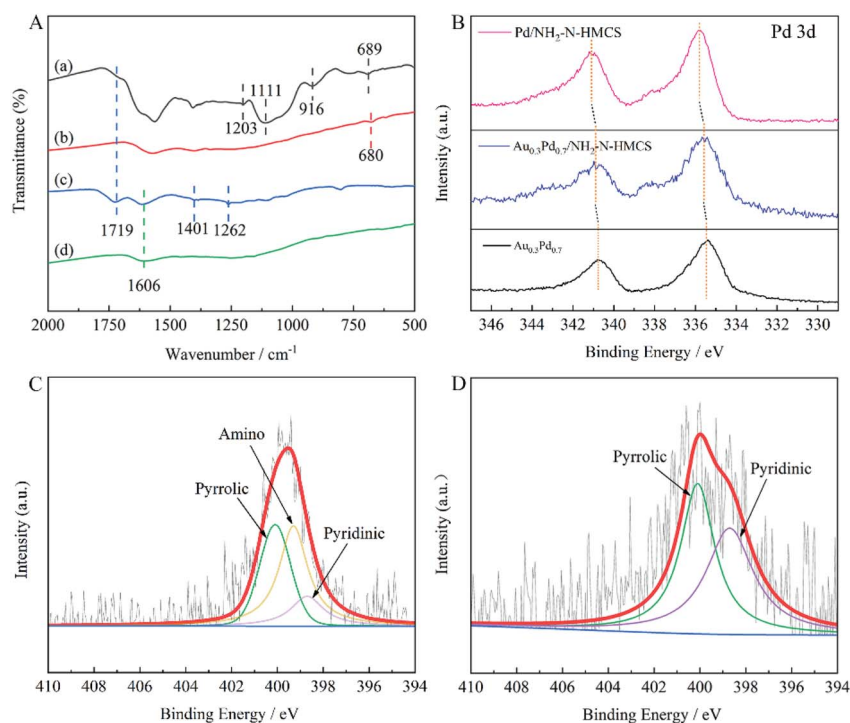 A
(a)
(b)
(c)
(d)
689
1111
1203
916
680
1719
1401
1262
1606
Transmittance (%)
2000 1750 1500 1250 1000 750 500
Wavenumber / cm⁻¹
B
Pd 3d
Pd/NH₂-N-HMCS
Au₀.₃Pd₀.₇/NH₂-N-HMCS
Au₀.₃Pd₀.₇
Intensity (a.u.)
346 344 342 340 338 336 334 332 330
Binding Energy / eV
C
Amino
Pyrrolic
Pyridinic
Intensity (a.u.)
410 408 406 404 402 400 398 396 394
Binding Energy / eV
D
Pyrrolic
Pyridinic
Intensity (a.u.)
410 408 406 404 402 400 398 396 394
Binding Energy / eV